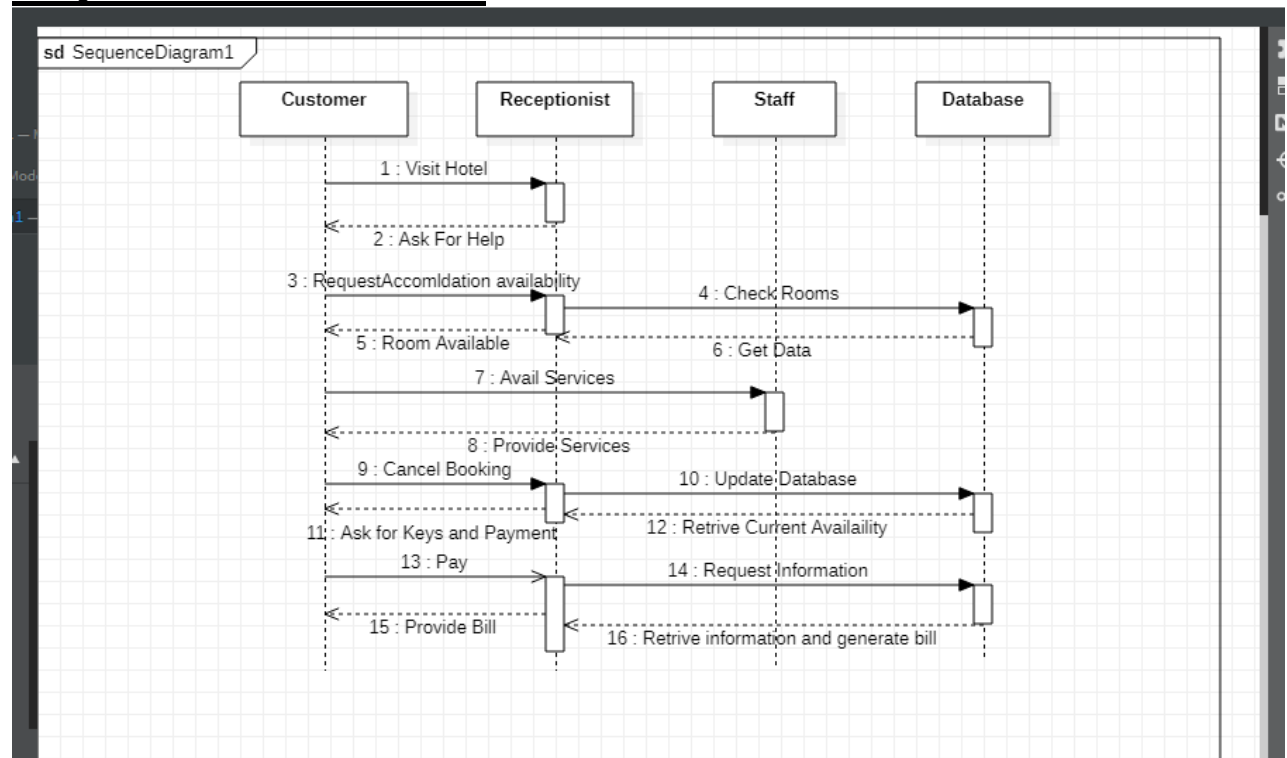 sd SequenceDiagram1
Customer Receptionist Staff Database
1 : Visit Hotel
2 : Ask For Help
3 : RequestAccomldation availability
4 : Check Rooms
5 : Room Available
6 : Get Data
7 : Avail Services
8 : Provide Services
9 : Cancel Booking
10 : Update Database
11 : Ask for Keys and Payment
12 : Retrive Current Availaility
13 : Pay
14 : Request Information
15 : Provide Bill
16 : Retrive information and generate bill